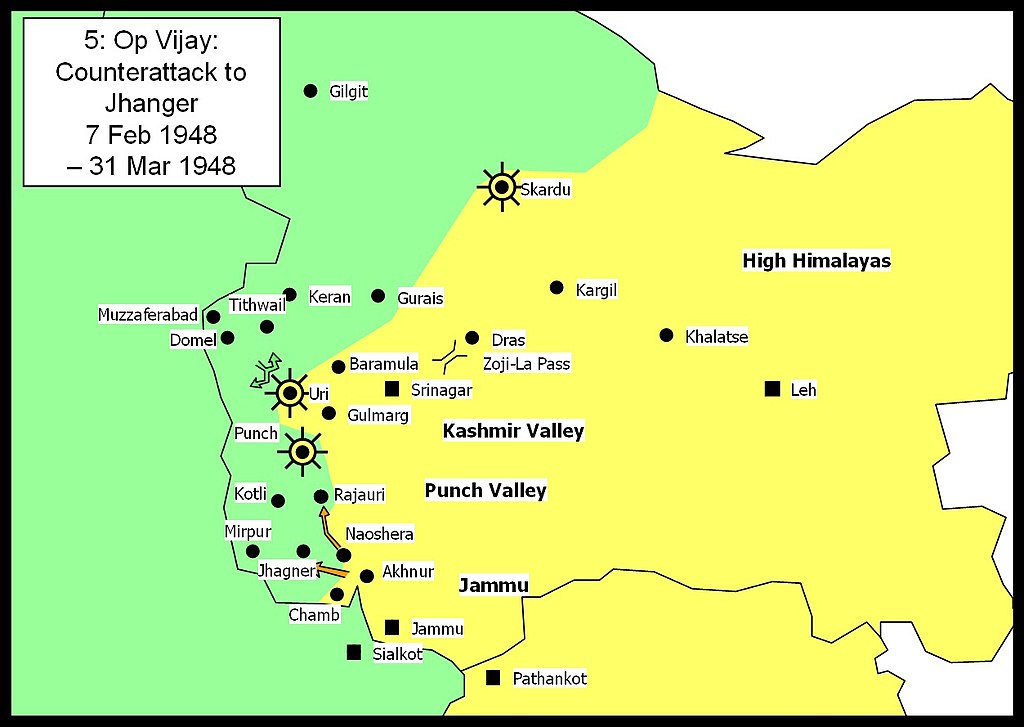 5: Op Vijay:
Counterattack to
Jhanger
7 Feb 1948
– 31 Mar 1948
Gilgit
Skardu
High Himalayas
Kargil
Keran
Gurais
Tithwail
Muzzaferabad
Domel
Dras
Khalatse
Baramula
Zoji-La Pass
Uri
Srinagar
Leh
Gulmarg
Punch
Kashmir Valley
Kotli
Rajauri
Punch Valley
Mirpur
Naoshera
Jhagner
Akhnur
Jammu
Chamb
Jammu
Sialkot
Pathankot